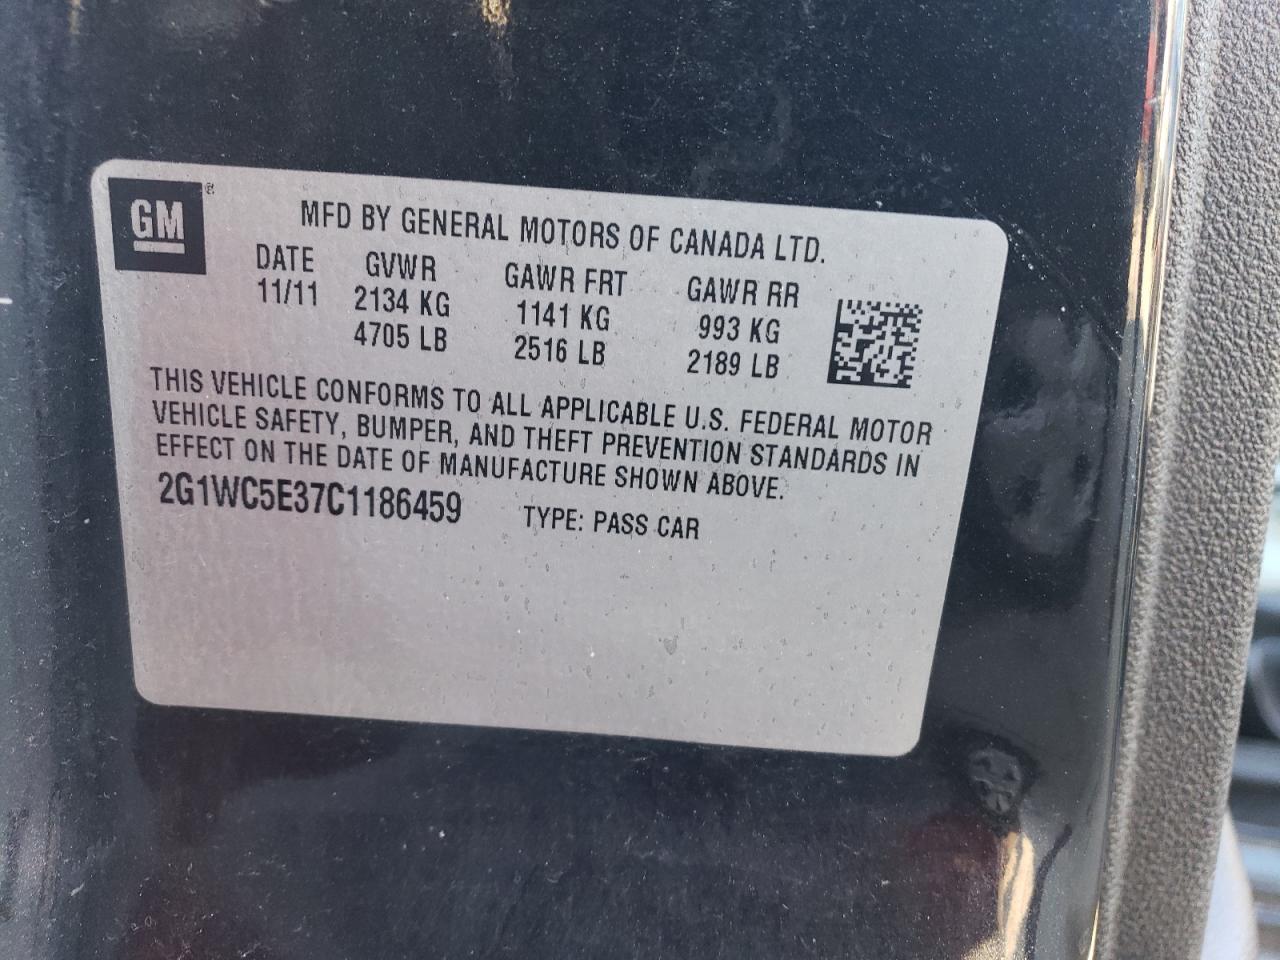 GM ®
MFD BY GENERAL MOTORS OF CANADA LTD.
DATE GVWR GAWR FRT GAWR RR
11/11 2134 KG 1141 KG 993 KG
4705 LB 2516 LB 2189 LB
THIS VEHICLE CONFORMS TO ALL APPLICABLE U.S. FEDERAL MOTOR
VEHICLE SAFETY, BUMPER, AND THEFT PREVENTION STANDARDS IN
EFFECT ON THE DATE OF MANUFACTURE SHOWN ABOVE.
2G1WC5E37C1186459 TYPE: PASS CAR